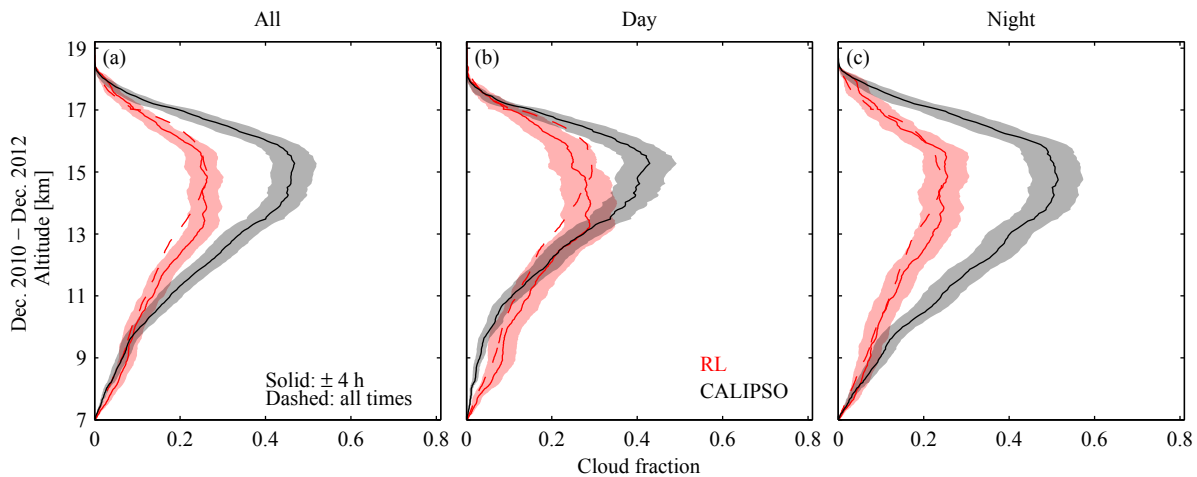 All
Day
Night
(a)
(b)
(c)
19
17
15
13
11
9
7
Dec. 2010 − Dec. 2012
Altitude [km]
Solid: ± 4 h
Dashed: all times
RL
CALIPSO
0 0.2 0.4 0.6 0.8
0 0.2 0.4 0.6 0.8
0 0.2 0.4 0.6 0.8
Cloud fraction